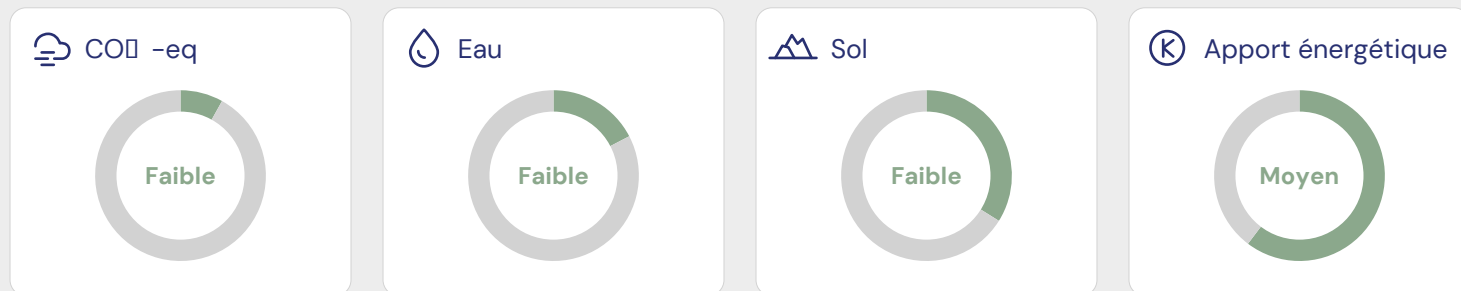 CO▯ -eq
Faible
Eau
Faible
Sol
Faible
Apport énergétique
Moyen